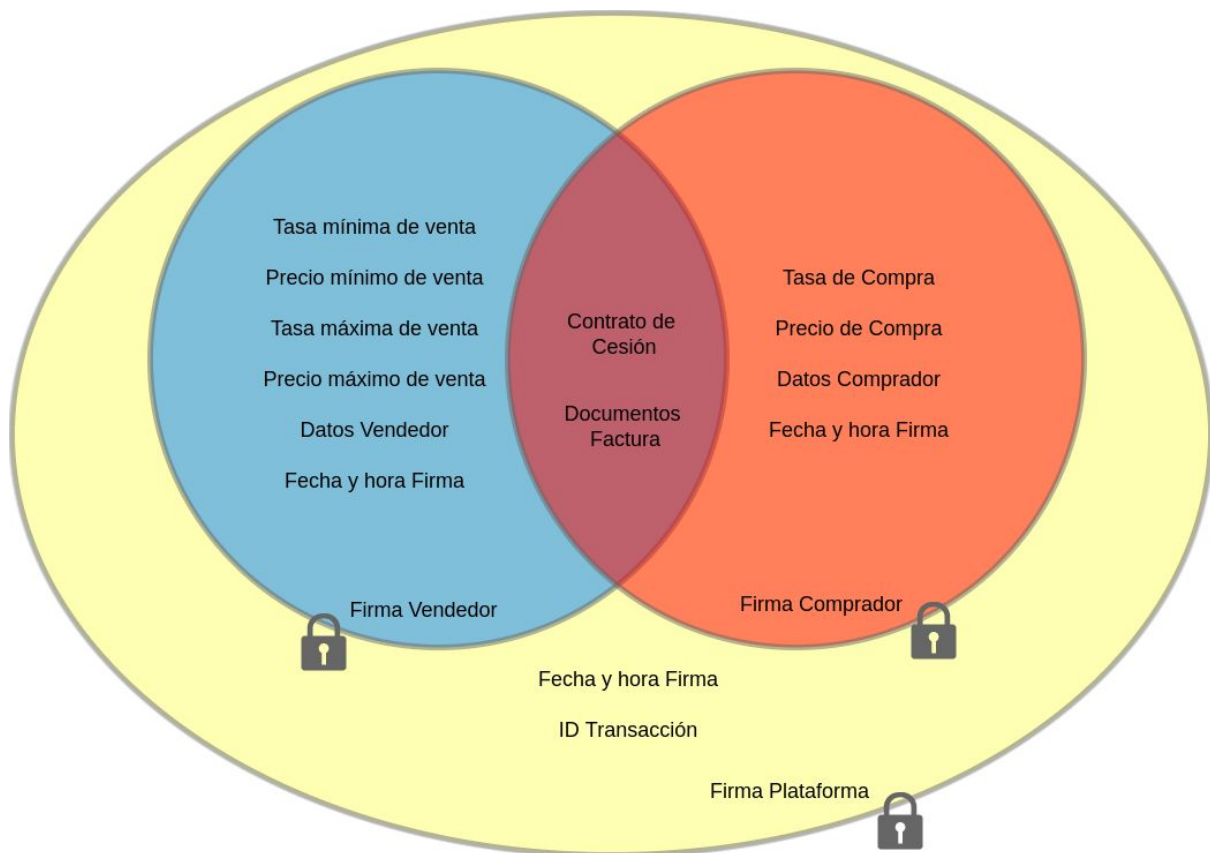 Tasa mínima de venta
Precio mínimo de venta
Tasa máxima de venta
Precio máximo de venta
Datos Vendedor
Fecha y hora Firma
Firma Vendedor
Contrato de
Cesión
Documentos
Factura
Tasa de Compra
Precio de Compra
Datos Comprador
Fecha y hora Firma
Firma Comprador
Fecha y hora Firma
ID Transacción
Firma Plataforma